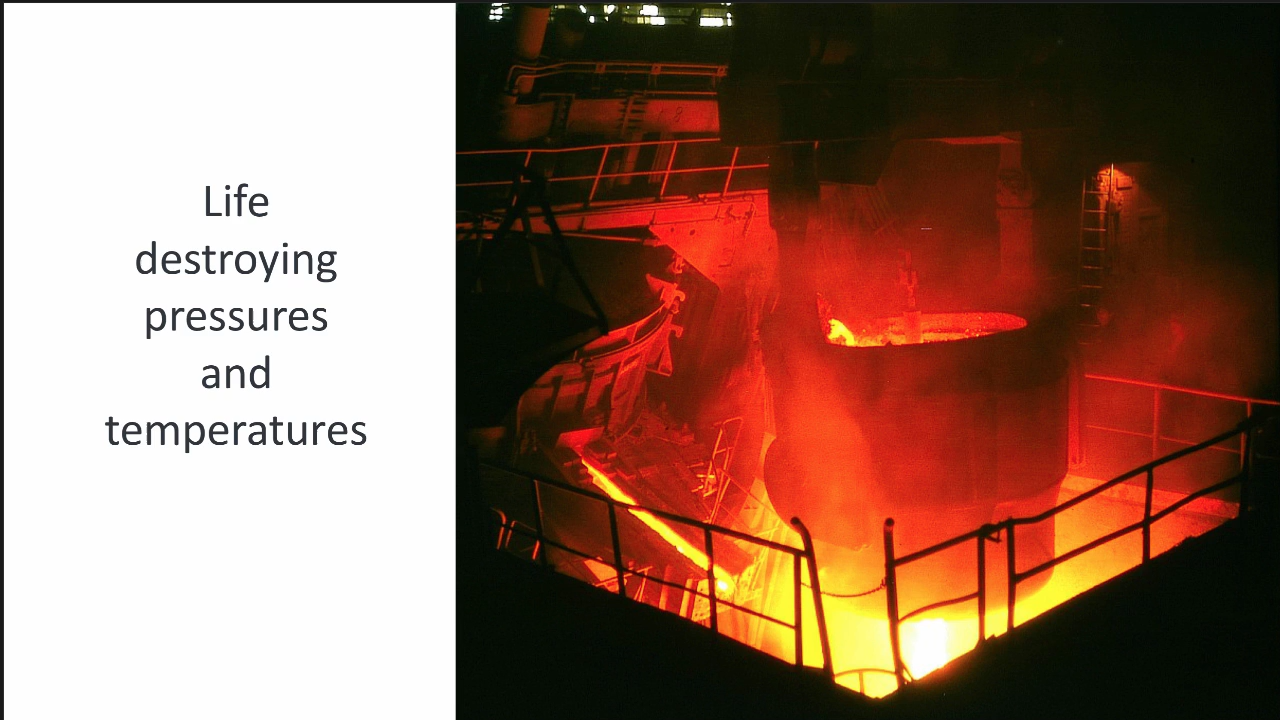 Life
destroying
pressures
and
temperatures